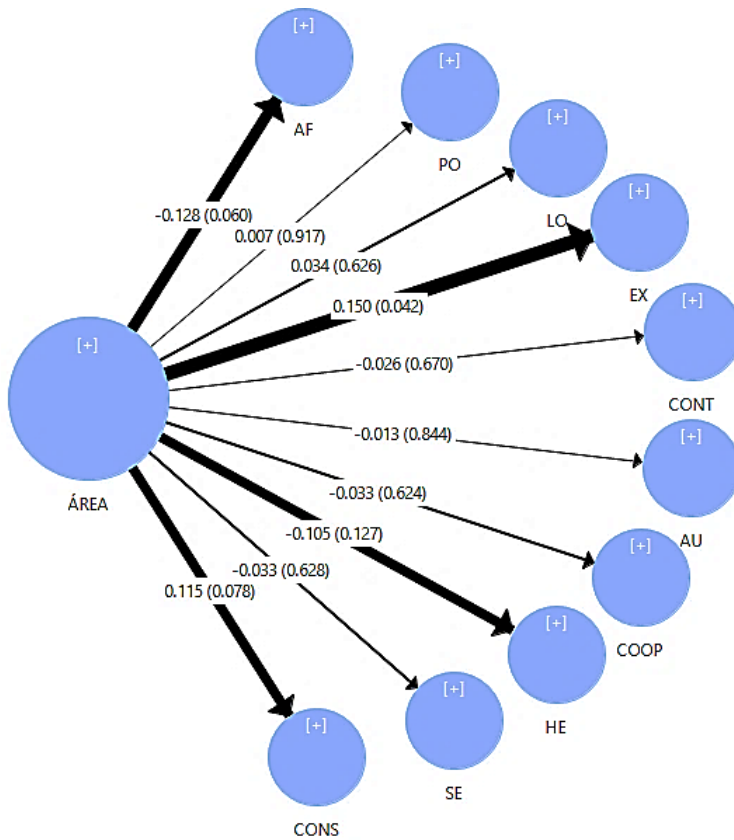 [+]
AF
[+]
PO
[+]
LO
[+]
EX
[+]
CONT
[+]
AU
[+]
COOP
[+]
HE
[+]
SE
[+]
CONS
[+]
ÁREA
-0.128 (0.060)
0.007 (0.917)
0.034 (0.626)
0.150 (0.042)
-0.026 (0.670)
-0.013 (0.844)
-0.033 (0.624)
-0.105 (0.127)
-0.033 (0.628)
0.115 (0.078)